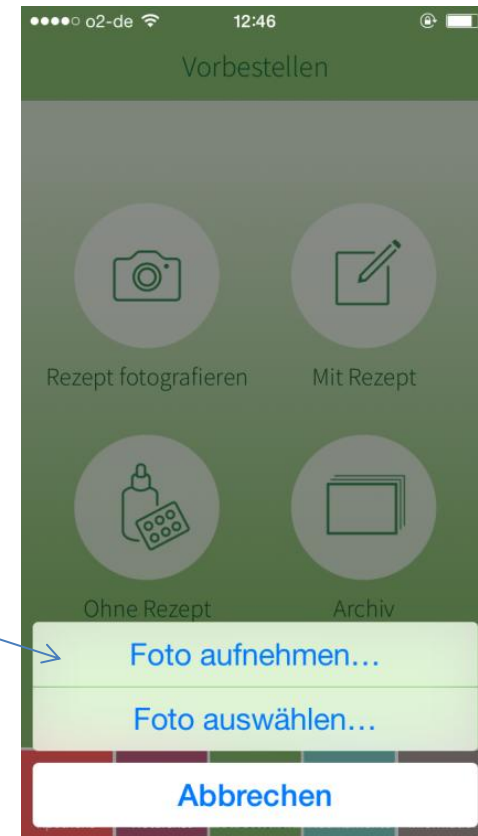 o2-de 12:46
Vorbestellen
Rezept fotografieren Mit Rezept
Ohne Rezept Archiv
Foto aufnehmen…
Foto auswählen…
Abbrechen